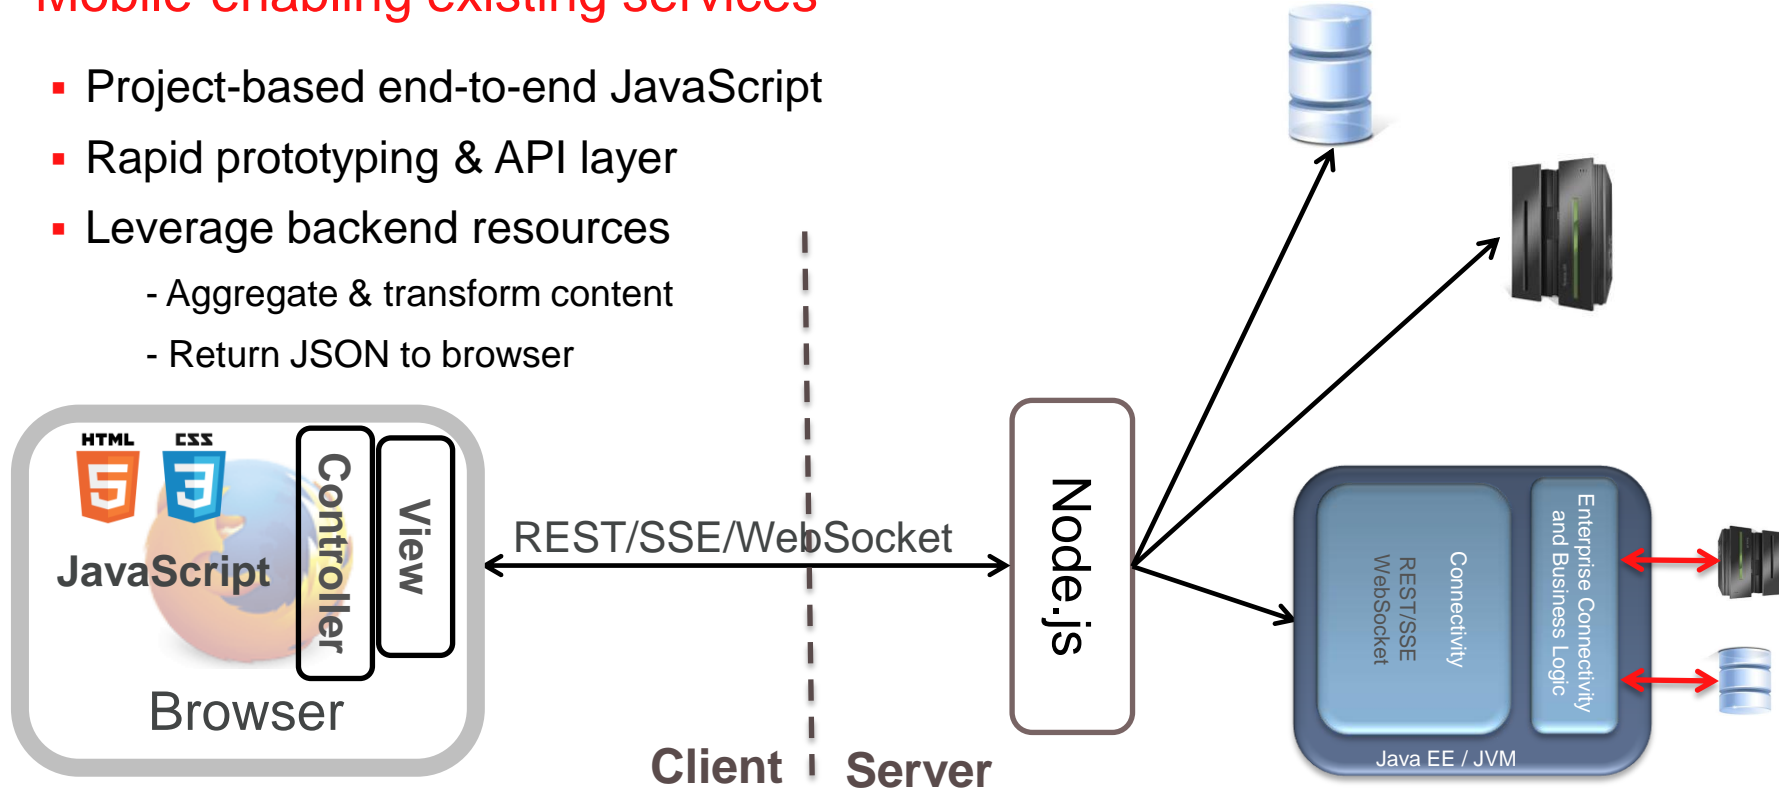 Mobile-enabling existing services
▪ Project-based end-to-end JavaScript
▪ Rapid prototyping & API layer
▪ Leverage backend resources
- Aggregate & transform content
- Return JSON to browser
HTML
5
CSS
3
JavaScript
Controller
View
Browser
REST/SSE/WebSocket
Client
Server
Node.js
Connectivity
REST/SSE
WebSocket
Enterprise Connectivity
and Business Logic
Java EE / JVM